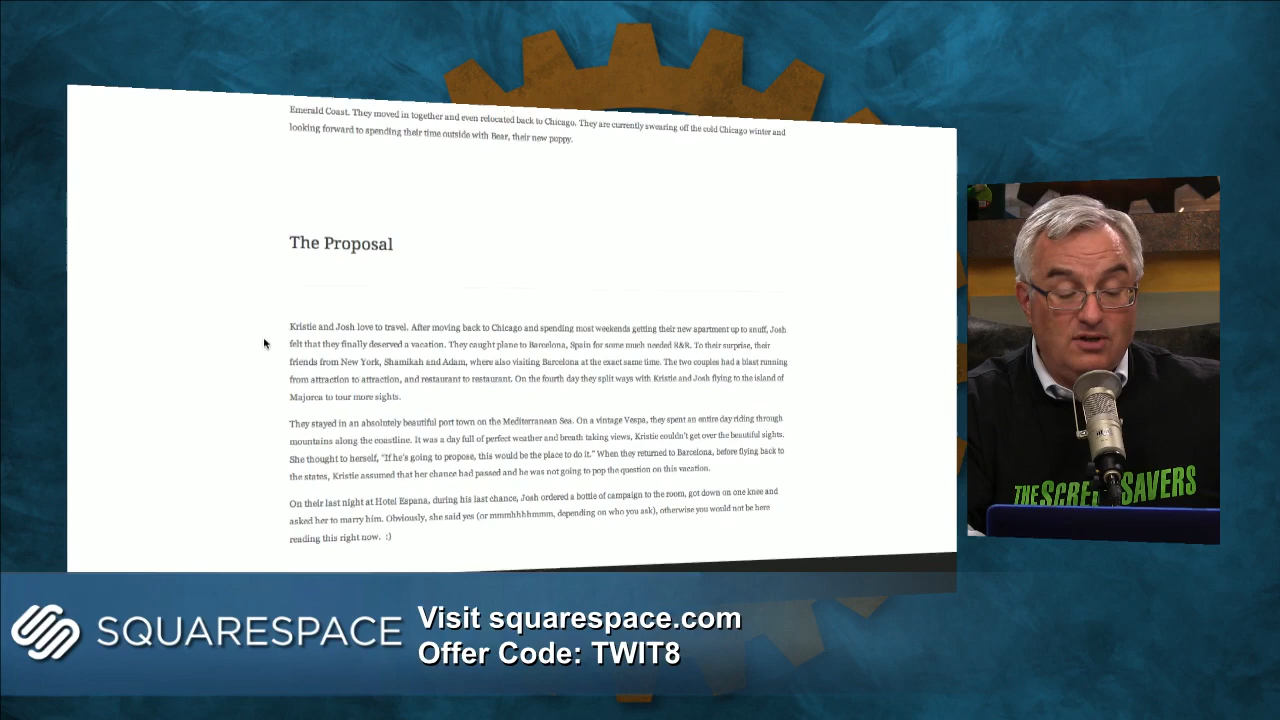 Emerald Coast. They moved in together and even relocated back to Chicago. They are currently swearing off the cold Chicago winter and
looking forward to spending their time outside with Bear, their new puppy.
The Proposal
Kristie and Josh love to travel. After moving back to Chicago and spending most weekends getting their new apartment up to snuff, Josh
felt that they finally deserved a vacation. They caught plane to Barcelona, Spain for some much needed R&R. To their surprise, their
friends from New York, Shamikah and Adam, where also visiting Barcelona at the exact same time. The two couples had a blast running
from attraction to attraction, and restaurant to restaurant. On the fourth day they split ways with Kristie and Josh flying to the island of
Majorca to tour more sights.
They stayed in an absolutely beautiful port town on the Mediterranean Sea. On a vintage Vespa, they spent an entire day riding through
mountains along the coastline. It was a day full of perfect weather and breath taking views, Kristie couldn't get over the beautiful sights.
She thought to herself, "If he's going to propose, this would be the place to do it." When they returned to Barcelona, before flying back to
the states, Kristie assumed that her chance had passed and he was not going to pop the question on this vacation.
On their last night at Hotel Espana, during his last chance, Josh ordered a bottle of campaign to the room, got down on one knee and
asked her to marry him. Obviously, she said yes (or mmmhhhmmm, depending on who you ask), otherwise you would not be here
reading this right now. :)
THE SCREE SAVERS
SQUARESPACE
Visit squarespace.com
Offer Code: TWIT8